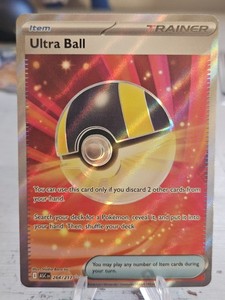 Item
TRAINER
Ultra Ball
You can use this card only if you discard 2 other cards from
your hand.
Search your deck for a Pokémon, reveal it, and put it into
your hand. Then, shuffle your deck.
You may play any number of Item cards during
your turn.